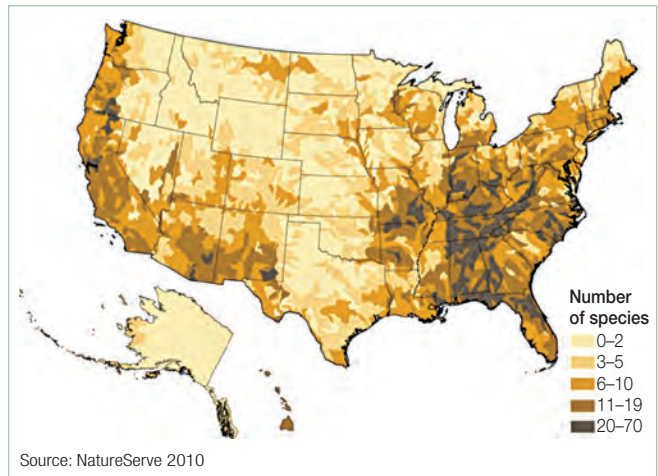 Number
of species
0–2
3–5
6–10
11–19
20–70
Source: NatureServe 2010